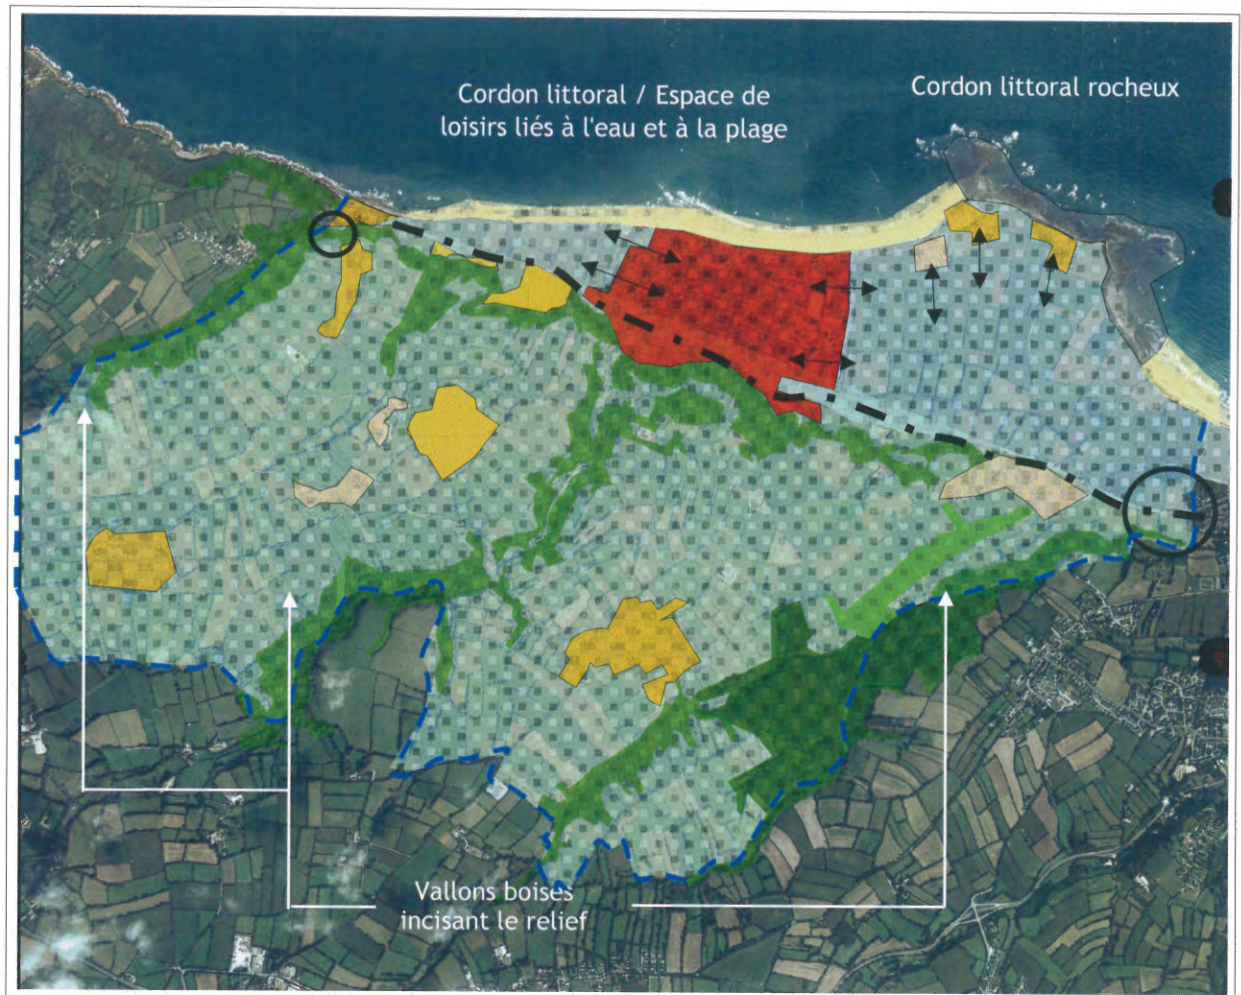 Cordon littoral / Espace de
loisirs liés à l'eau et à la plage
Cordon littoral rocheux
Vallons boisés
incisant le relief